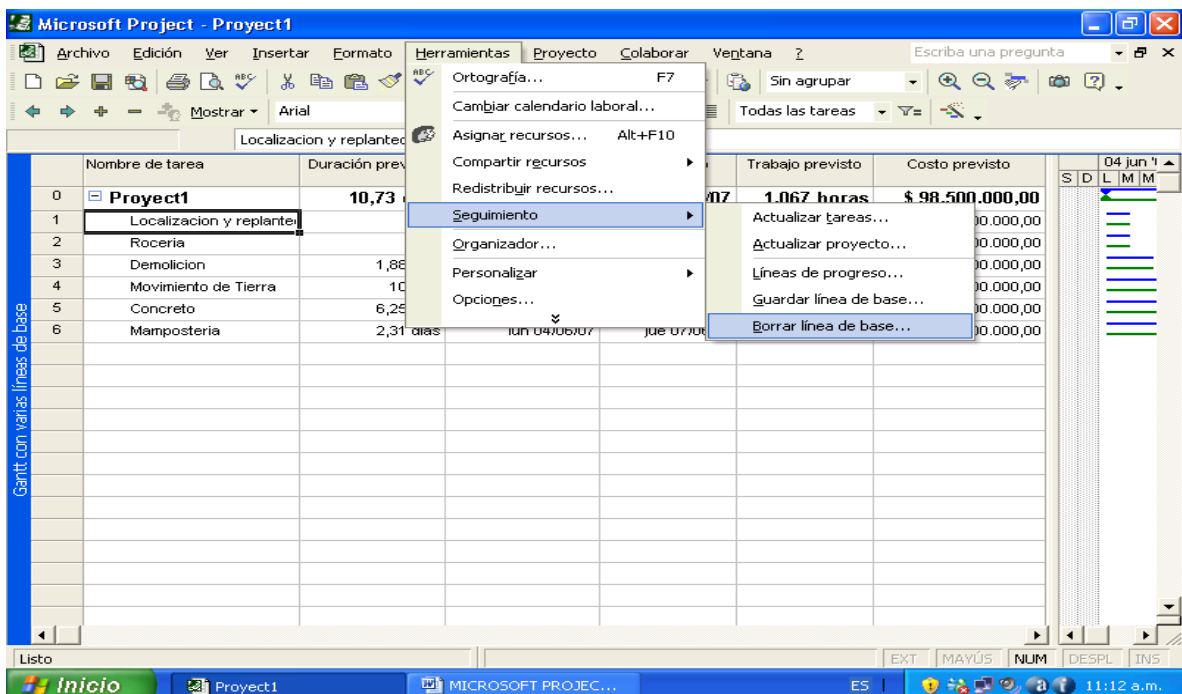 Microsoft Project - Proyect1
Archivo Edición Ver Insertar Formato Herramientas Proyecto Colaborar Ventana ? Escriba una pregunta
Sin agrupar
Mostrar Arial Todas las tareas
Localizacion y replanteo
Nombre de tarea Trabajo previsto Costo previsto 04 jun
S D L M M
0 Proyect1 10,73 /07 1.067 horas $ 98.500.000,00
1 Localizacion y replante
2 Roceria
3 Demolicion 1,88
4 Movimiento de Tierra 10
5 Concreto 6,25
6 Mamposteria 2,31 días lun 04/06/07 jue 07/06
Ortografía... F7
Cambiar calendario laboral...
Asignar recursos... Alt+F10
Compartir recursos
Redistribuir recursos...
Seguimiento
Organizador...
Personalizar
Opciones...
Actualizar tareas...
Actualizar proyecto...
Líneas de progreso...
Guardar línea de base...
Borrar línea de base...
Gantt con varias líneas de base
Listo EXT MAYÚS NUM DESPL INS
Inicio Proyect1 MICROSOFT PROJEC... ES 11:12 a.m.